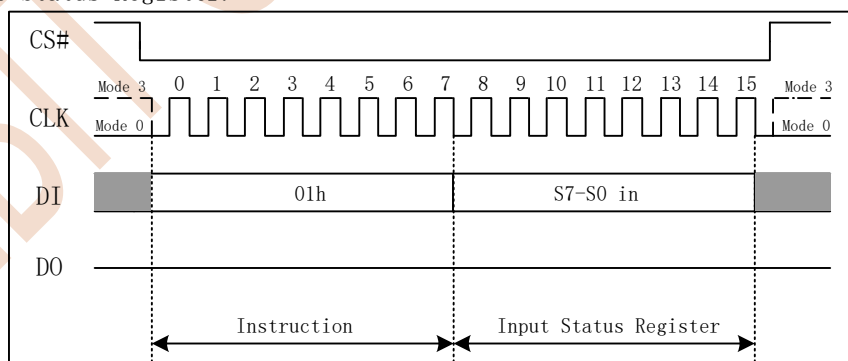 Status Register.
CS#
Mode 3 0 1 2 3 4 5 6 7 8 9 10 11 12 13 14 15 Mode 3
CLK
Mode 0 Mode 0
DI 01h S7-S0 in
DO
Instruction Input Status Register